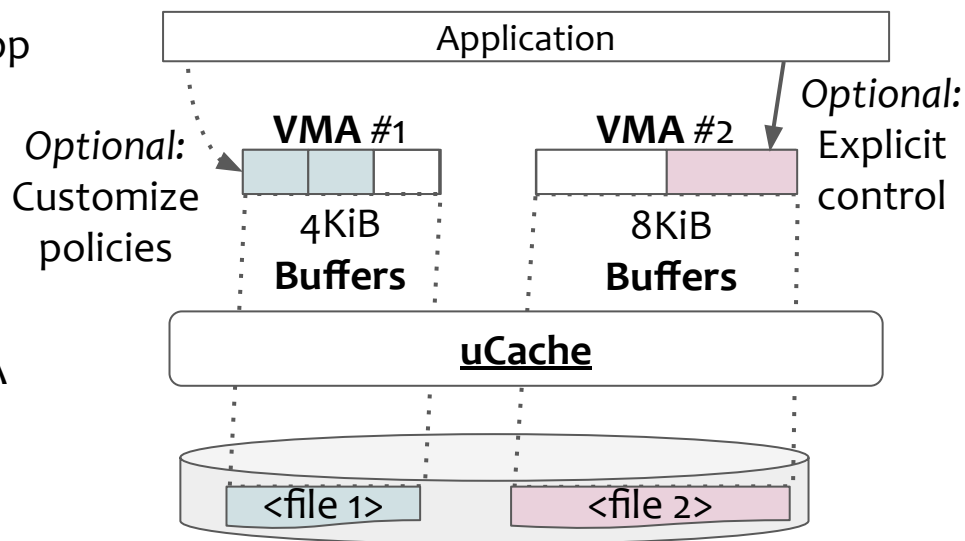 op
Application
Optional:
Customize
policies
VMA #1
VMA #2
Optional:
Explicit
control
4KiB
Buffers
8KiB
Buffers
uCache
A
<file 1>
<file 2>